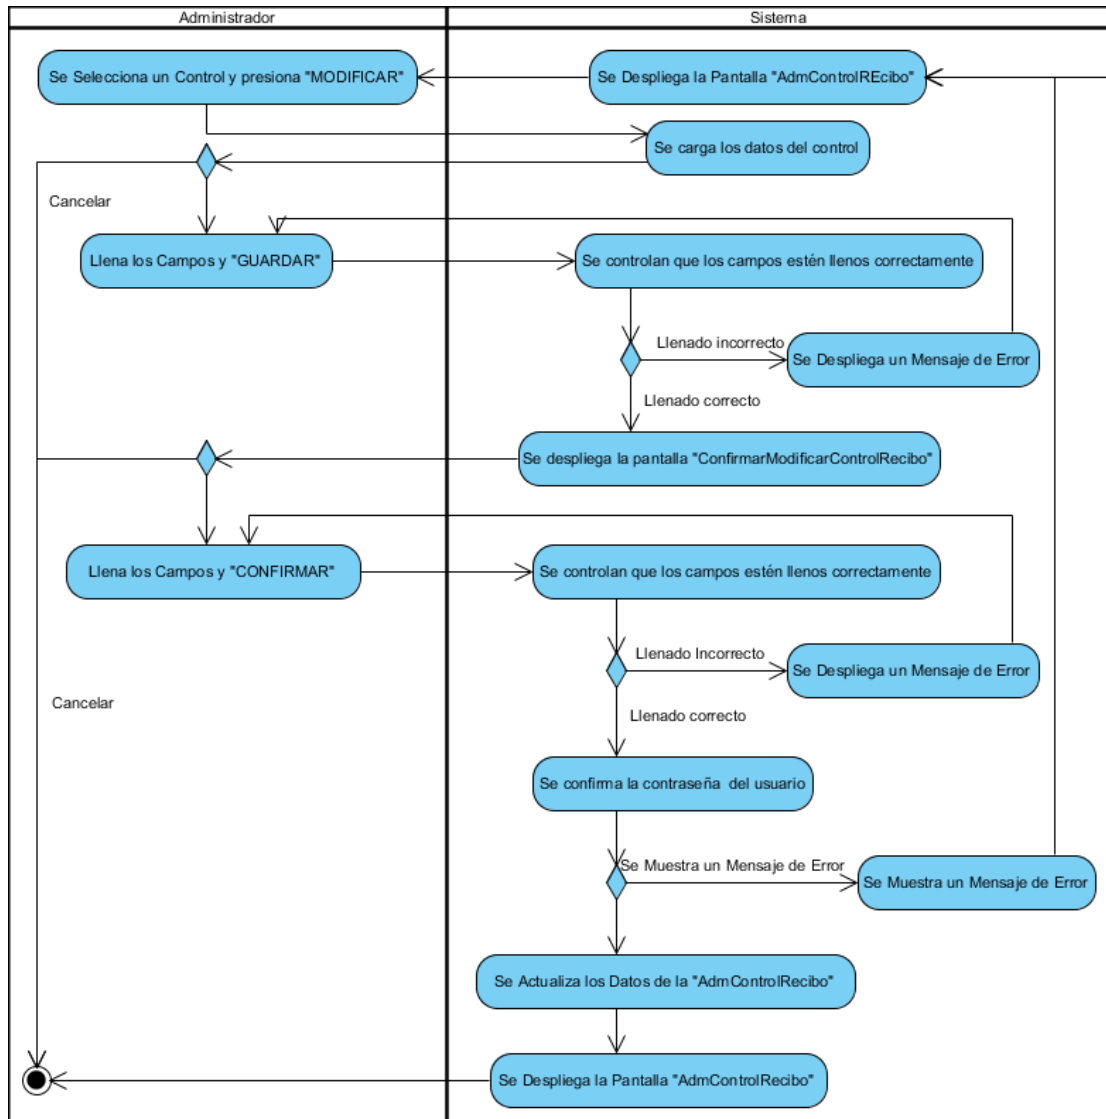 Administrador
Sistema
Se Selecciona un Control y presiona "MODIFICAR"
Se Despliega la Pantalla "AdmControlREcibo"
Se carga los datos del control
Cancelar
Llena los Campos y "GUARDAR"
Se controlan que los campos estén llenos correctamente
Llenado incorrecto
Se Despliega un Mensaje de Error
Llenado correcto
Se despliega la pantalla "ConfirmarModificarControlRecibo"
Llena los Campos y "CONFIRMAR"
Se controlan que los campos estén llenos correctamente
Llenado Incorrecto
Se Despliega un Mensaje de Error
Cancelar
Llenado correcto
Se confirma la contraseña del usuario
Se Muestra un Mensaje de Error
Se Muestra un Mensaje de Error
Se Actualiza los Datos de la "AdmControlRecibo"
Se Despliega la Pantalla "AdmControlRecibo"